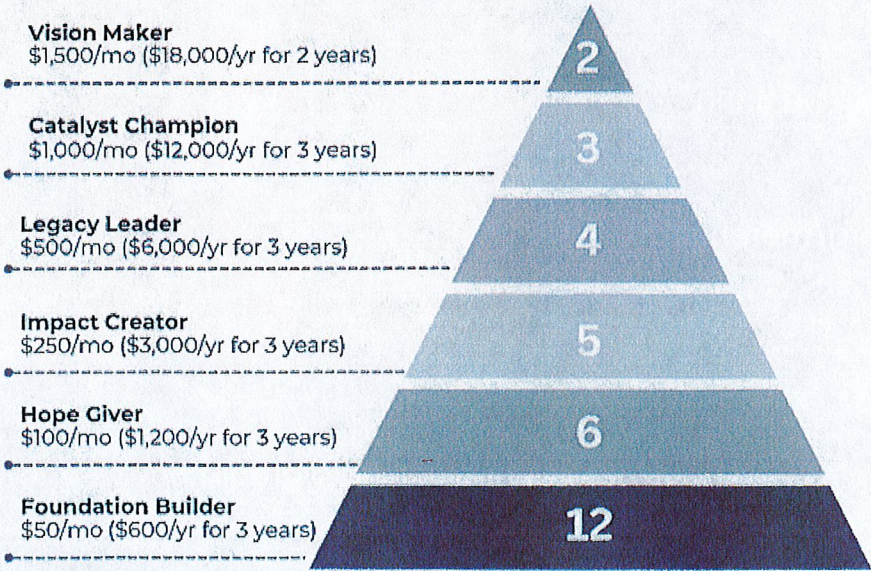 Vision Maker
$1,500/mo ($18,000/yr for 2 years)
2
Catalyst Champion
$1,000/mo ($12,000/yr for 3 years)
3
Legacy Leader
$500/mo ($6,000/yr for 3 years)
4
Impact Creator
$250/mo ($3,000/yr for 3 years)
5
Hope Giver
$100/mo ($1,200/yr for 3 years)
6
Foundation Builder
$50/mo ($600/yr for 3 years)
12